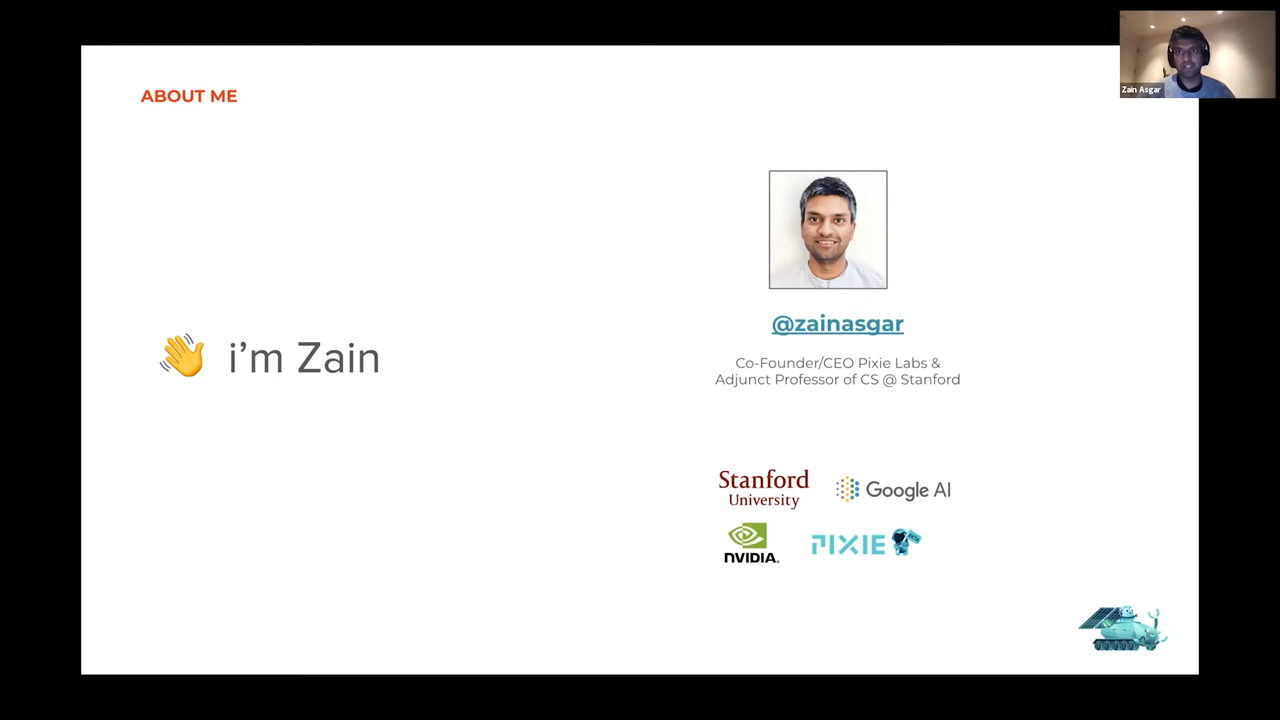 Zain Asgar
ABOUT ME
i’m Zain
@zainasgar
Co-Founder/CEO Pixie Labs &
Adjunct Professor of CS @ Stanford
Stanford
University
Google AI
NVIDIA.
PIXIE